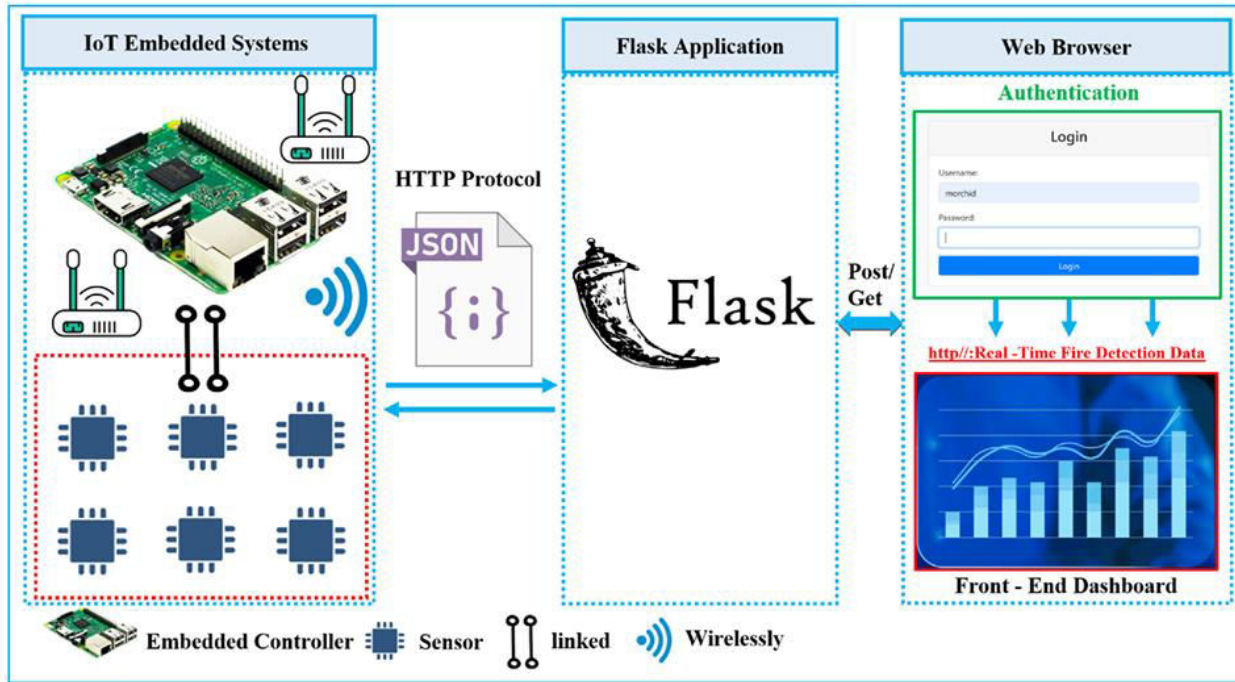 IoT Embedded Systems
Flask Application
Web Browser
HTTP Protocol
JSON
{;}
Flask
Post/
Get
Authentication
Login
Username:
morchid
Password:
Login
http//:Real -Time Fire Detection Data
Front - End Dashboard
Embedded Controller
Sensor
linked
Wirelessly